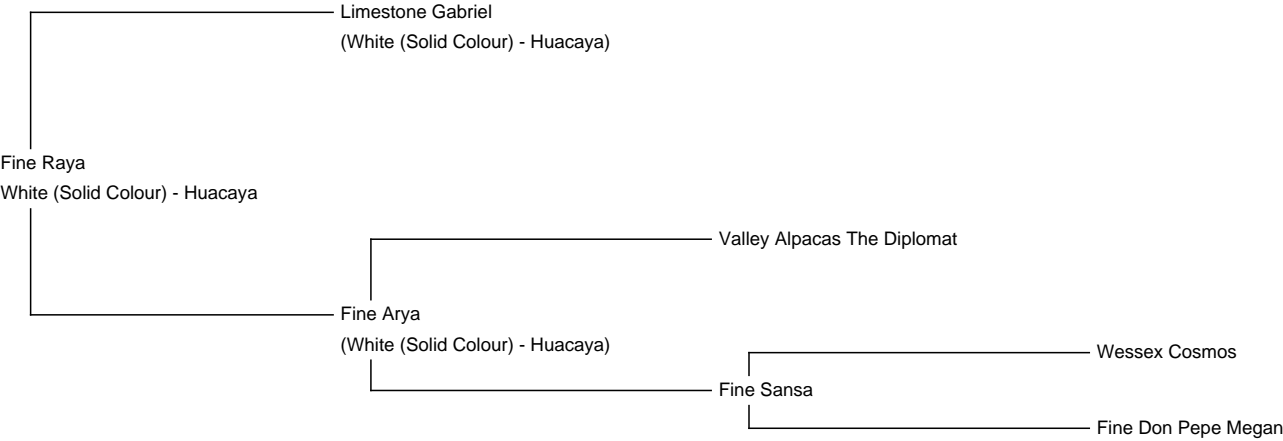 Limestone Gabriel
(White (Solid Colour) - Huacaya)
Fine Raya
White (Solid Colour) - Huacaya
Valley Alpacas The Diplomat
Fine Arya
(White (Solid Colour) - Huacaya)
Wessex Cosmos
Fine Sansa
Fine Don Pepe Megan